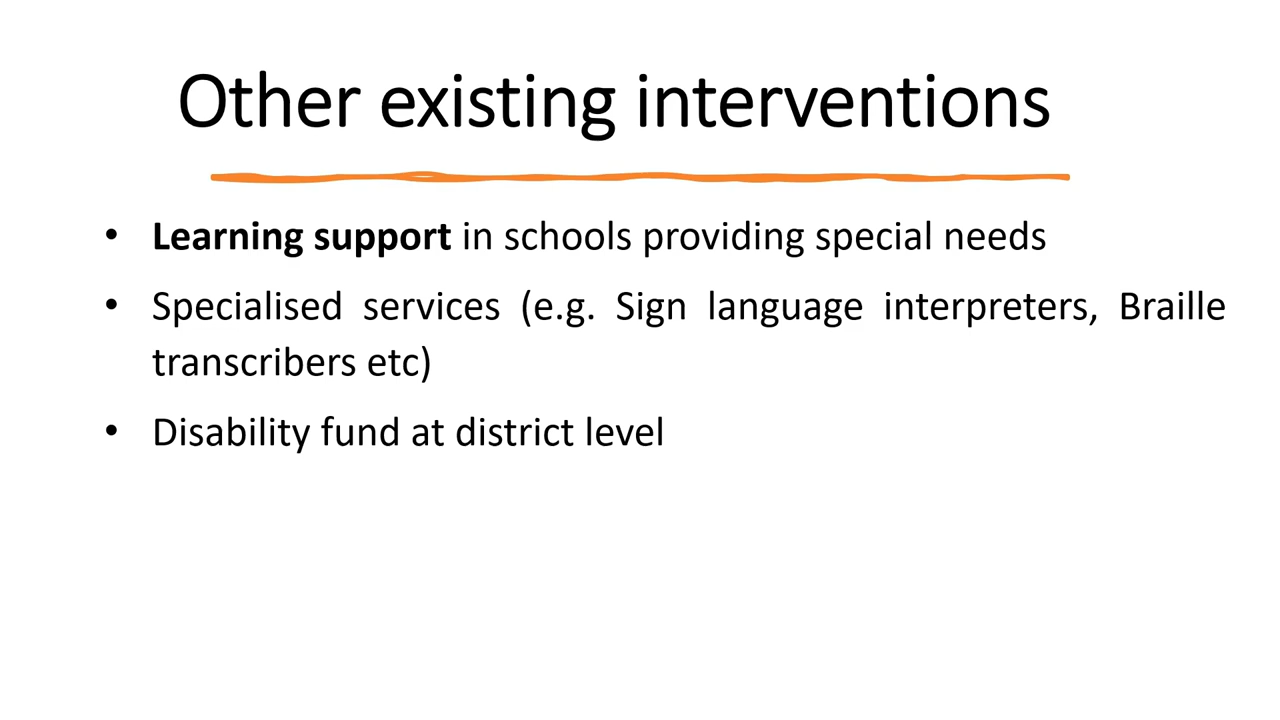 Other existing interventions
• Learning support in schools providing special needs
• Specialised services (e.g. Sign language interpreters, Braille
transcribers etc)
• Disability fund at district level